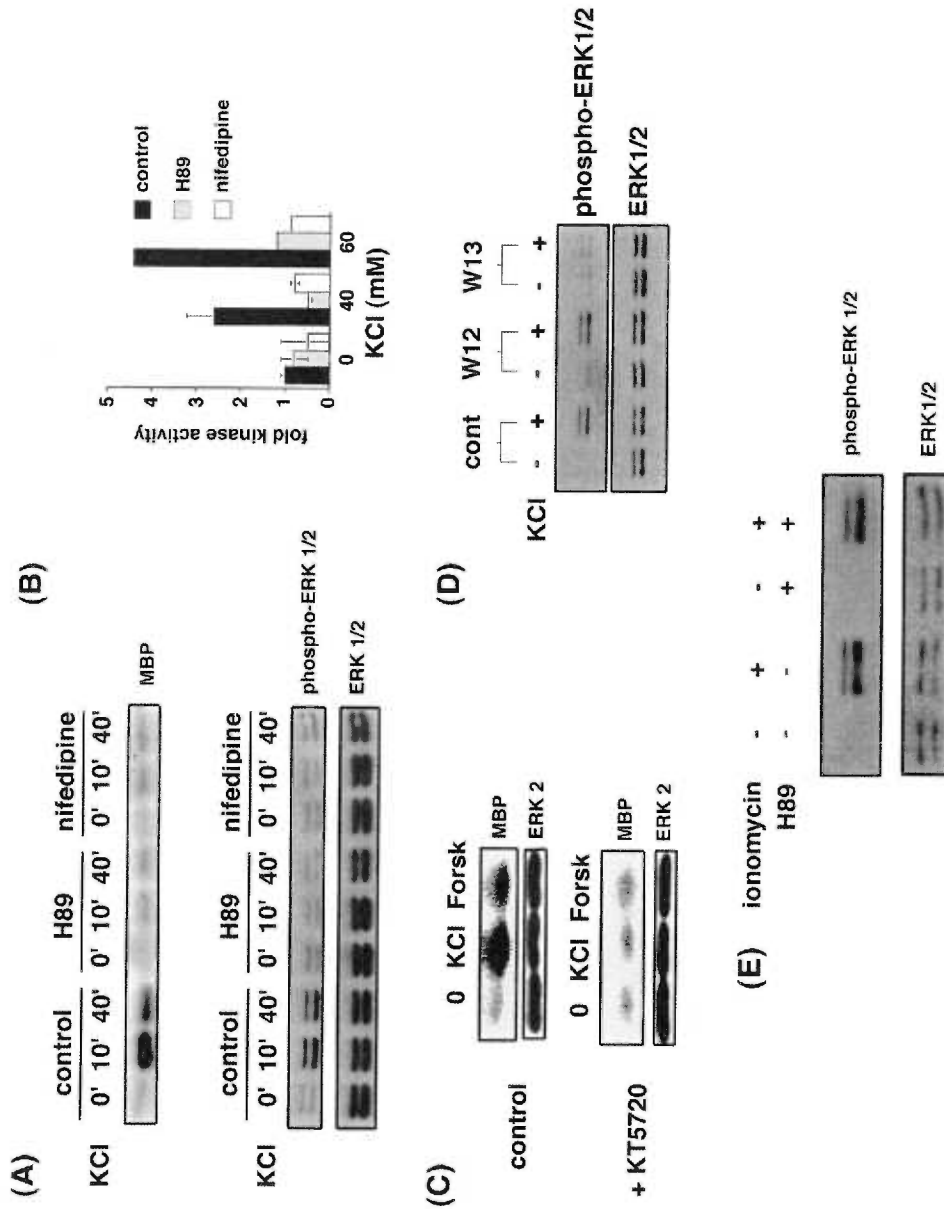 (A)
KCl
control H89 nifedipine
0' 10' 40' 0' 10' 40' 0' 10' 40'
MBP
KCl
control H89 nifedipine
0' 10' 40' 0' 10' 40' 0' 10' 40'
phospho-ERK 1/2
ERK 1/2
(B)
fold kinase activity
5
4
3
2
1
0
0 40 60
KCl (mM)
control
H89
nifedipine
(C)
0 KCl Forsk
control
MBP
ERK 2
0 KCl Forsk
+ KT5720
MBP
ERK 2
(D)
cont W12 W13
KCl - + - + - +
phospho-ERK1/2
ERK1/2
(E)
ionomycin - + - +
H89 - - + +
phospho-ERK 1/2
ERK1/2